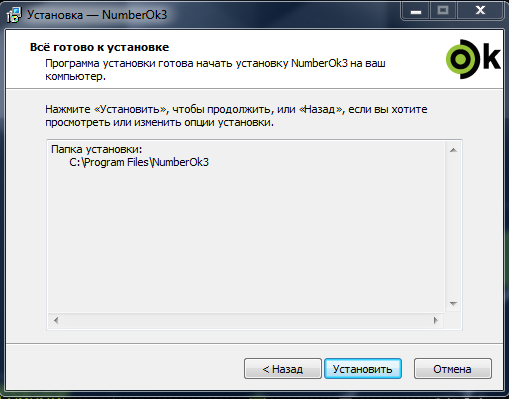 Установка — NumberOk3
Всё готово к установке
Программа установки готова начать установку NumberOk3 на ваш
компьютер.
Ok
Нажмите «Установить», чтобы продолжить, или «Назад», если вы хотите
просмотреть или изменить опции установки.
Папка установки:
C:\Program Files\NumberOk3
< Назад
Установить
Отмена